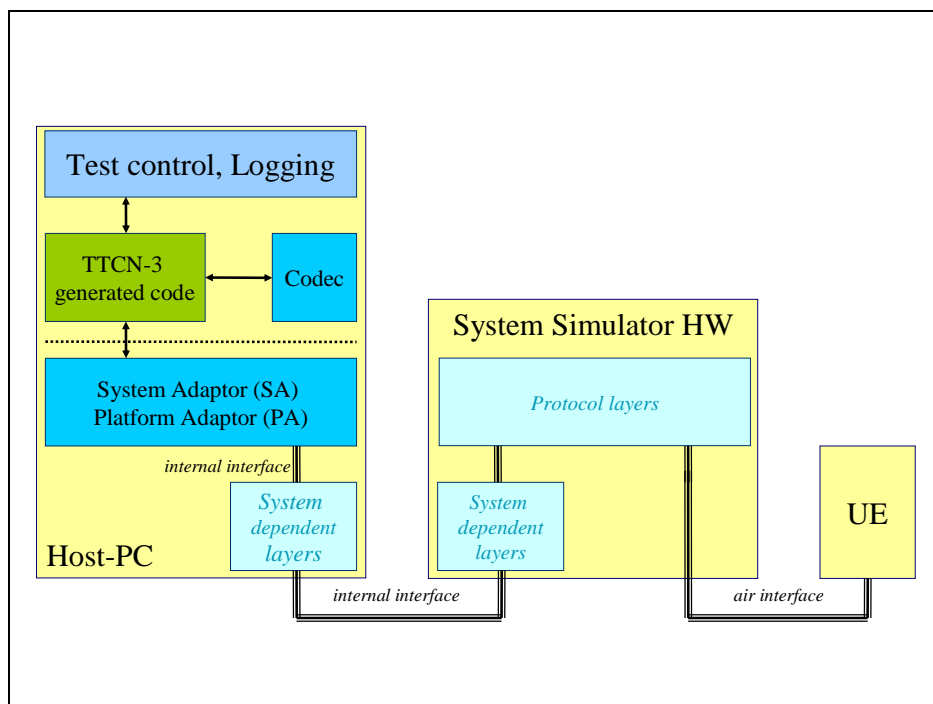 Test control, Logging
TTCN-3
generated code
Codec
System Adaptor (SA)
Platform Adaptor (PA)
internal interface
System
dependent
layers
Host-PC
System Simulator HW
Protocol layers
System
dependent
layers
UE
internal interface
air interface